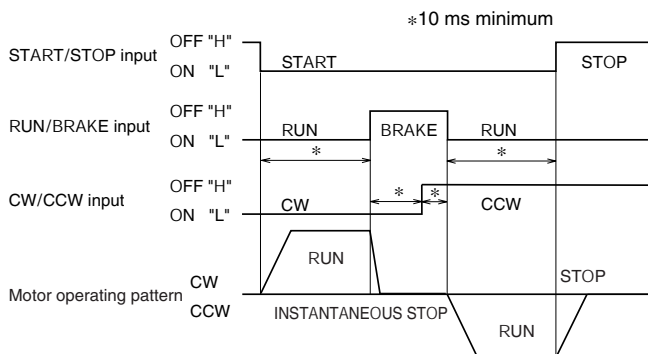 *10 ms minimum
START/STOP input
OFF "H"
ON "L"
START
STOP
RUN/BRAKE input
OFF "H"
ON "L"
RUN
BRAKE
RUN
*
*
CW/CCW input
OFF "H"
ON "L"
CW
*
*
CCW
Motor operating pattern
CW
CCW
RUN
INSTANTANEOUS STOP
STOP
RUN